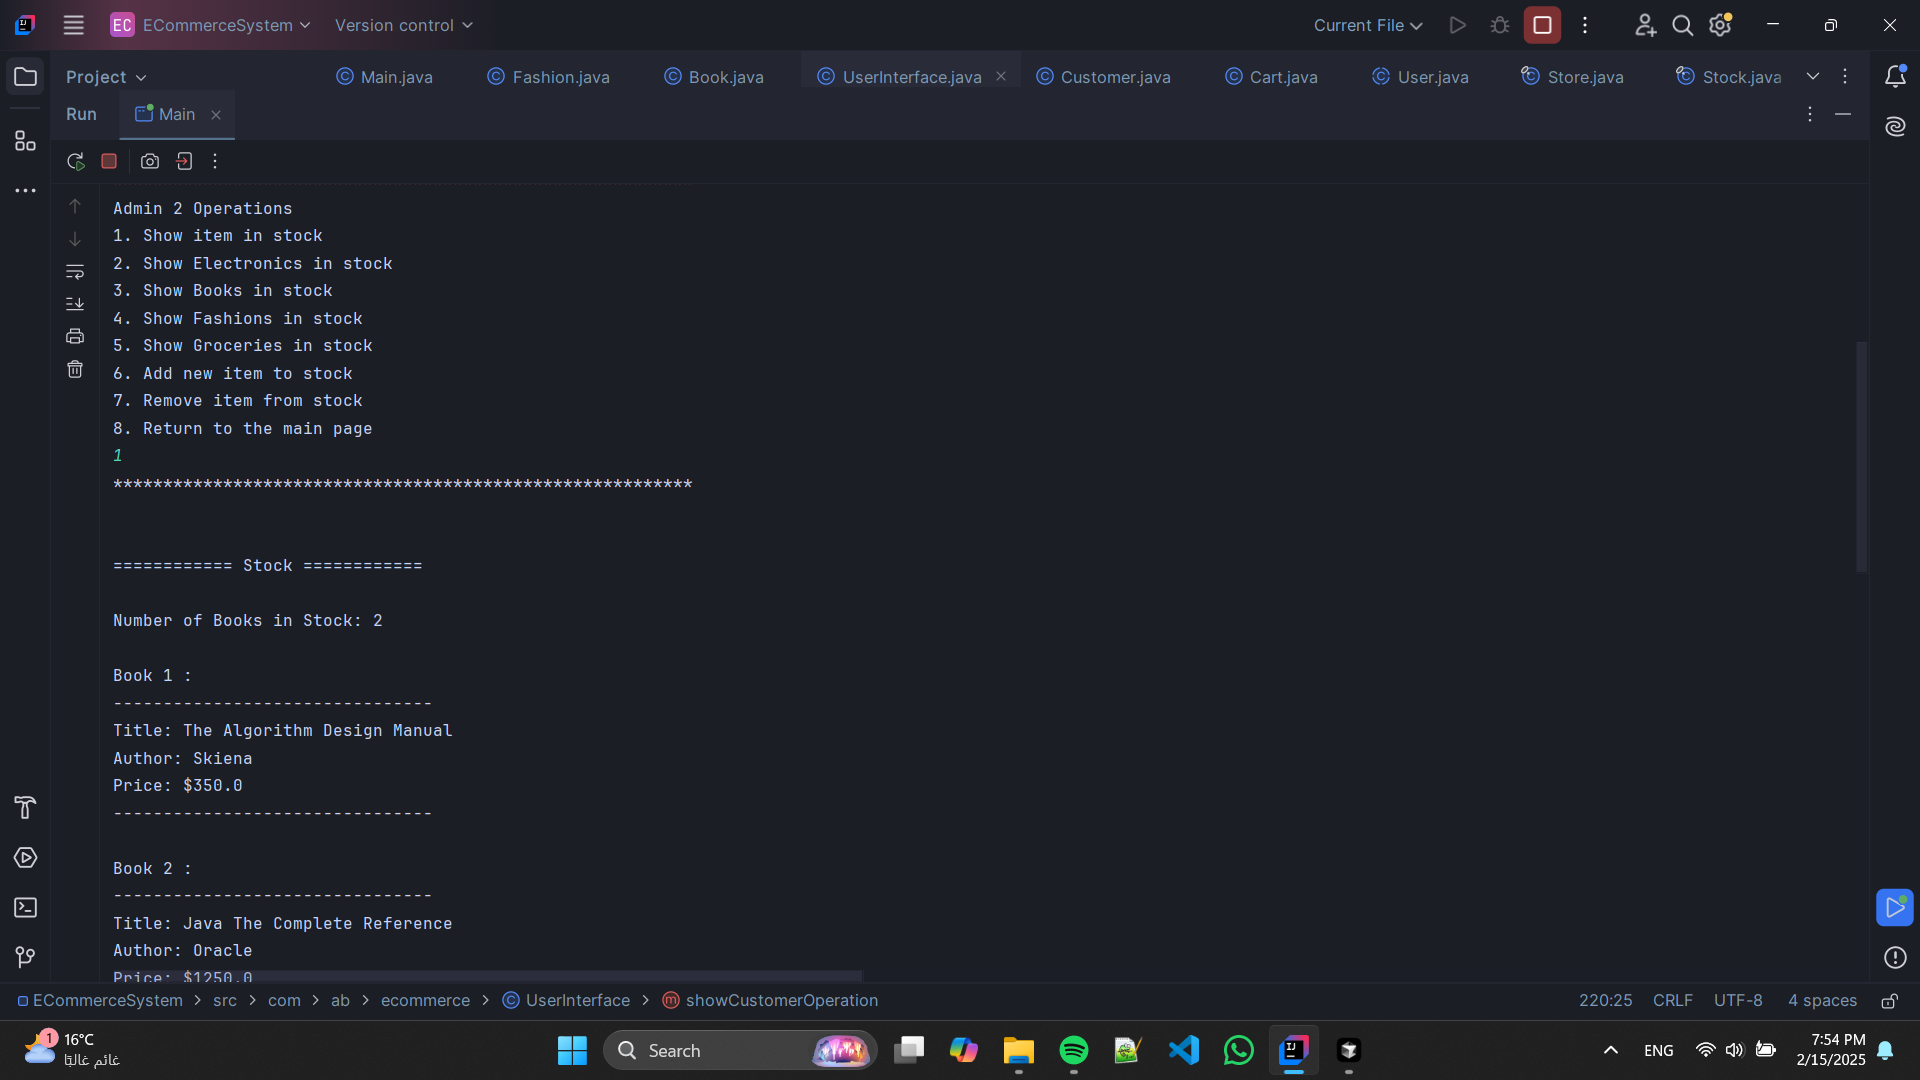 EC ECommerceSystem Version control Current File
Project Main.java Fashion.java Book.java UserInterface.java Customer.java Cart.java User.java Store.java Stock.java
Run Main
Admin 2 Operations
1. Show item in stock
2. Show Electronics in stock
3. Show Books in stock
4. Show Fashions in stock
5. Show Groceries in stock
6. Add new item to stock
7. Remove item from stock
8. Return to the main page
1
**********************************************************
============ Stock ============
Number of Books in Stock: 2
Book 1 :
--------------------------------
Title: The Algorithm Design Manual
Author: Skiena
Price: $350.0
--------------------------------
Book 2 :
--------------------------------
Title: Java The Complete Reference
Author: Oracle
Price: $1250.0
ECommerceSystem > src > com > ab > ecommerce > UserInterface > showCustomerOperation 220:25 CRLF UTF-8 4 spaces
1 16°C Search ENG 7:54 PM
غائم غالبًا 2/15/2025